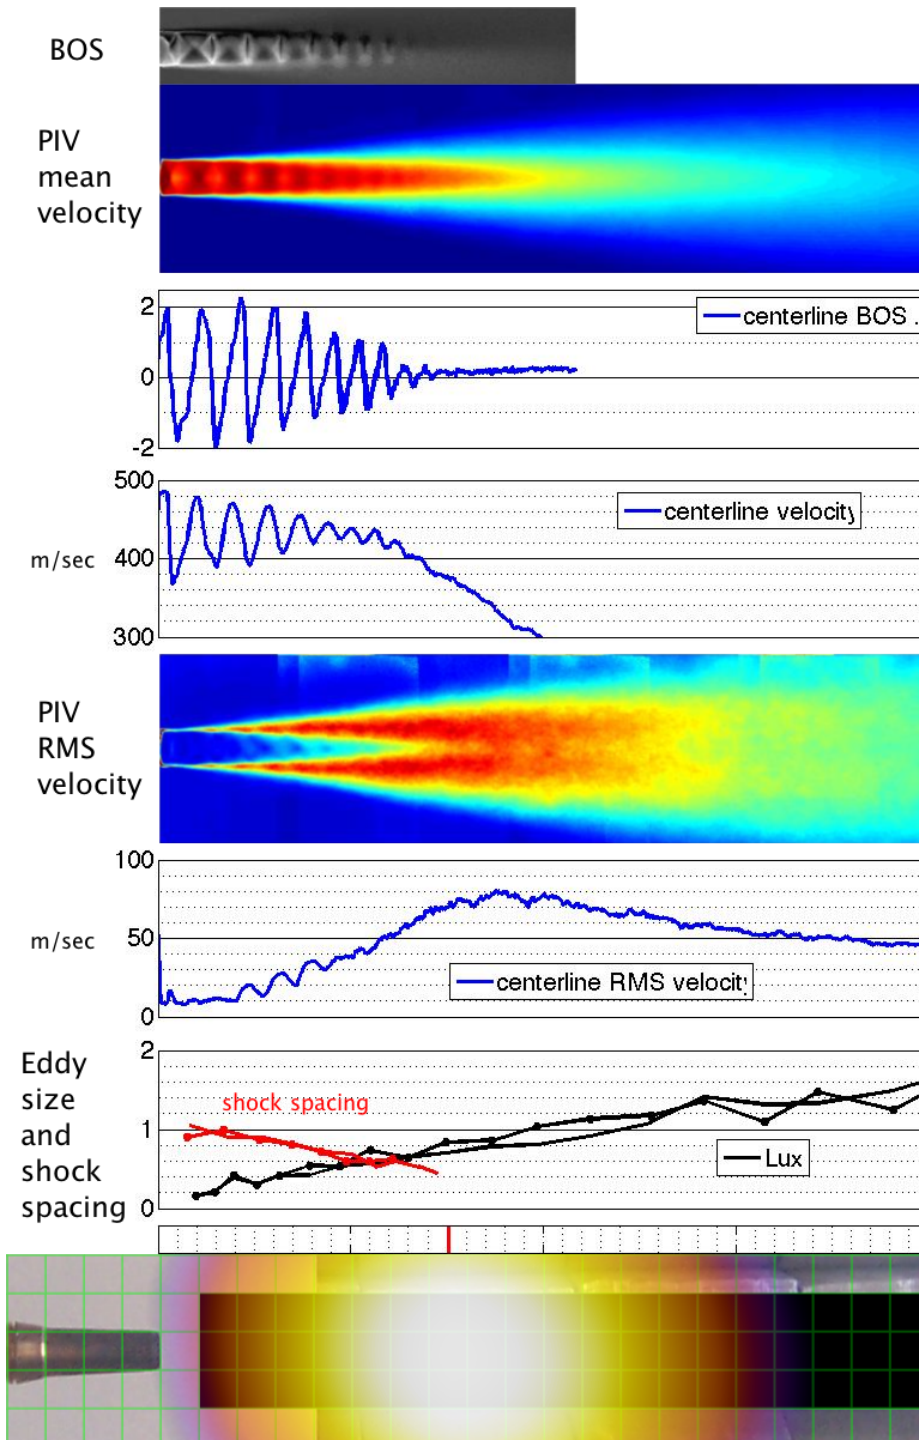 BOS
PIV
mean
velocity
2
centerline BOS .
0
-2
500
centerline velocity
m/sec
400
300
PIV
RMS
velocity
100
m/sec
50
centerline RMS velocity
0
Eddy
size
and
shock
spacing
2
shock spacing
1
Lux
0